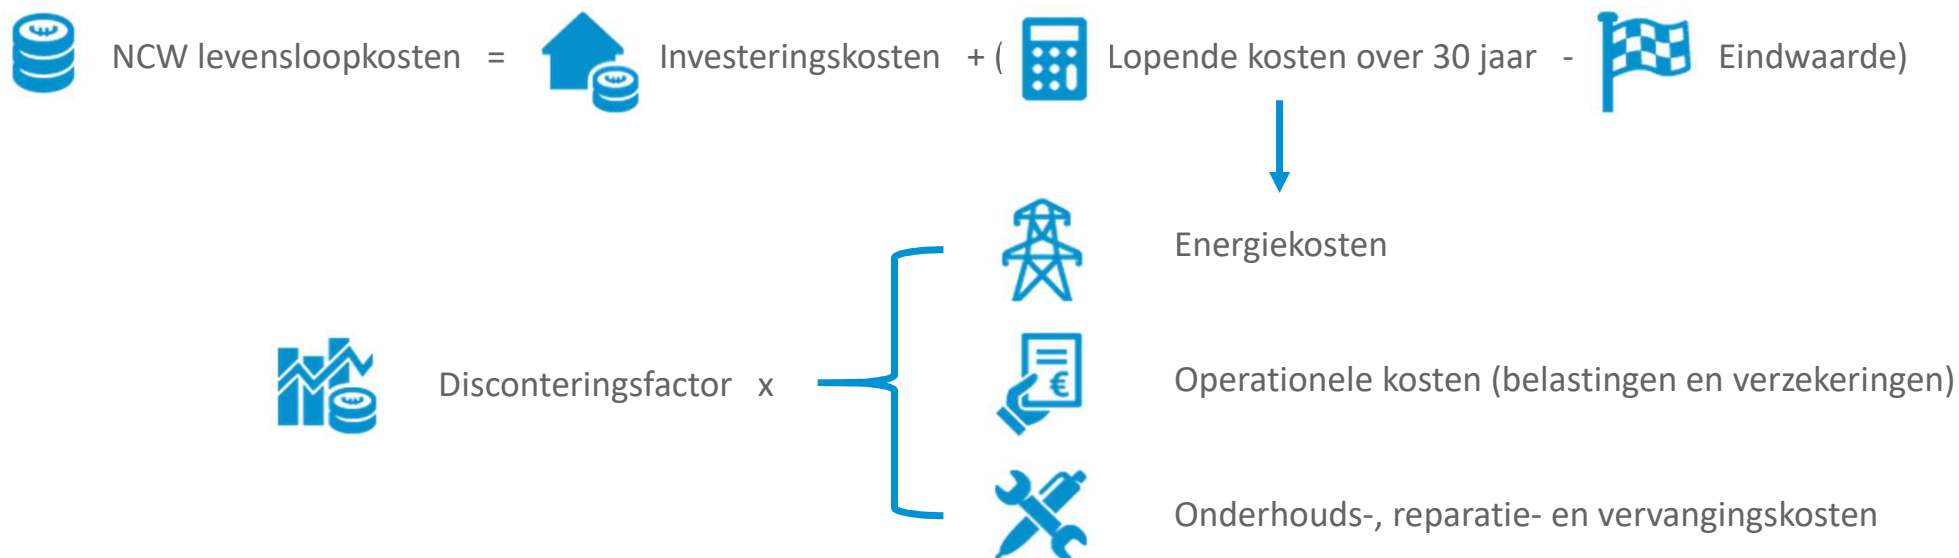 NCW levensloopkosten = Investeringskosten + ( Lopende kosten over 30 jaar - Eindwaarde)
Energiekosten
Disconteringsfactor x
€ Operationele kosten (belastingen en verzekeringen)
Onderhouds-, reparatie- en vervangingskosten